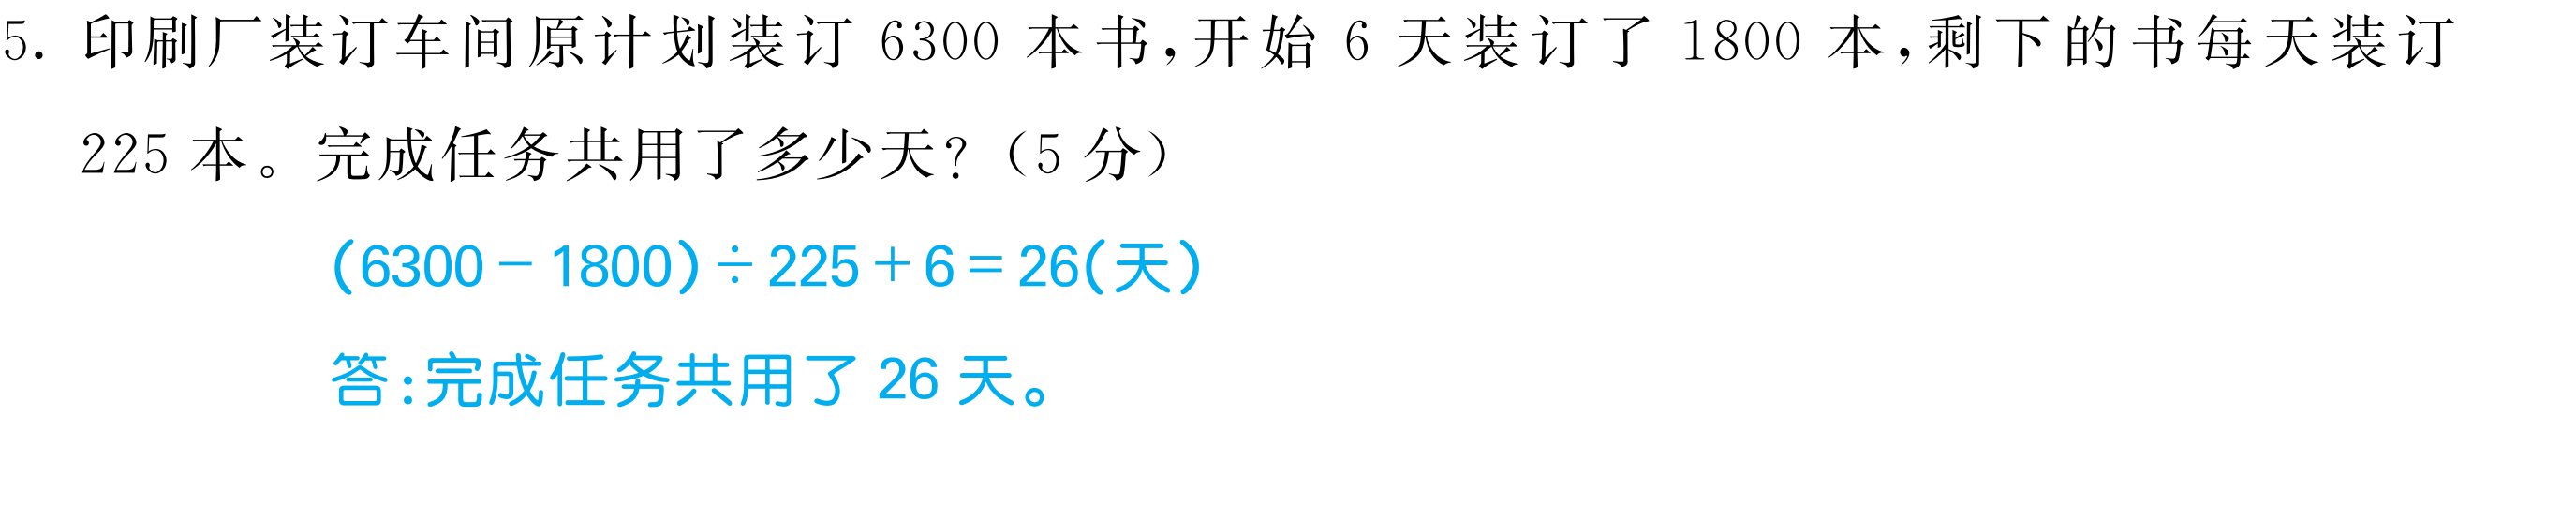 5. 印刷厂装订车间原计划装订 6300 本书,开始 6 天装订了 1800 本,剩下的书每天装订
225 本。完成任务共用了多少天?(5 分)
(6300－1800)÷225＋6＝26(天)
答:完成任务共用了 26 天。